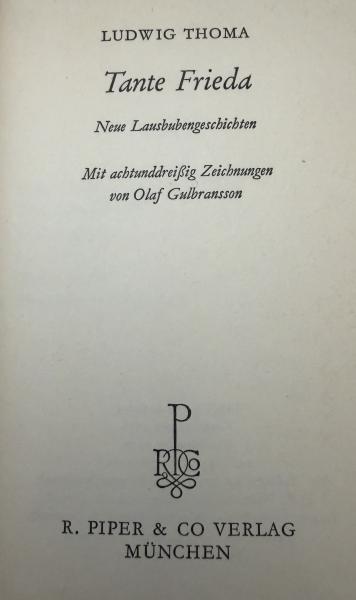 LUDWIG THOMA
Tante Frieda
Neue Lausbubengeschichten
Mit achtunddreißig Zeichnungen
von Olaf Gulbransson
P
R Co
R. PIPER & CO VERLAG
MÜNCHEN